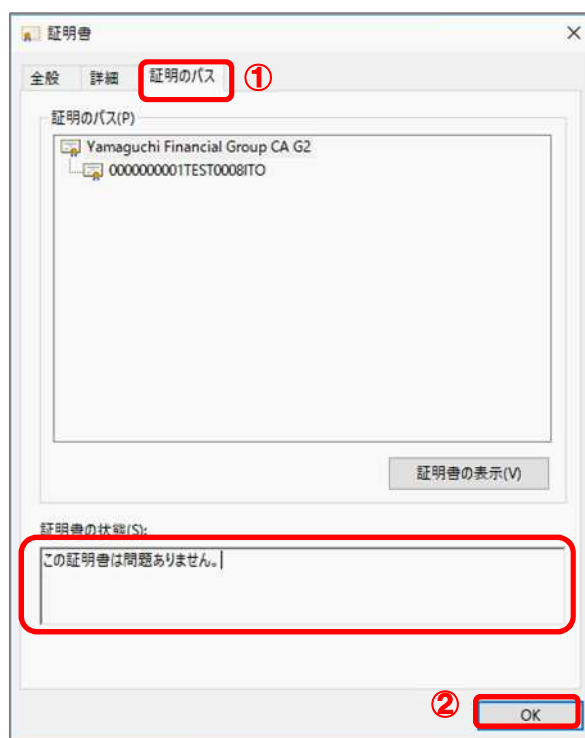 証明書
全般 詳細 証明のパス ①
証明のパス(P)
Yamaguchi Financial Group CA G2
0000000001TEST0008ITO
証明書の表示(V)
証明書の状態(S):
この証明書は問題ありません。
② OK